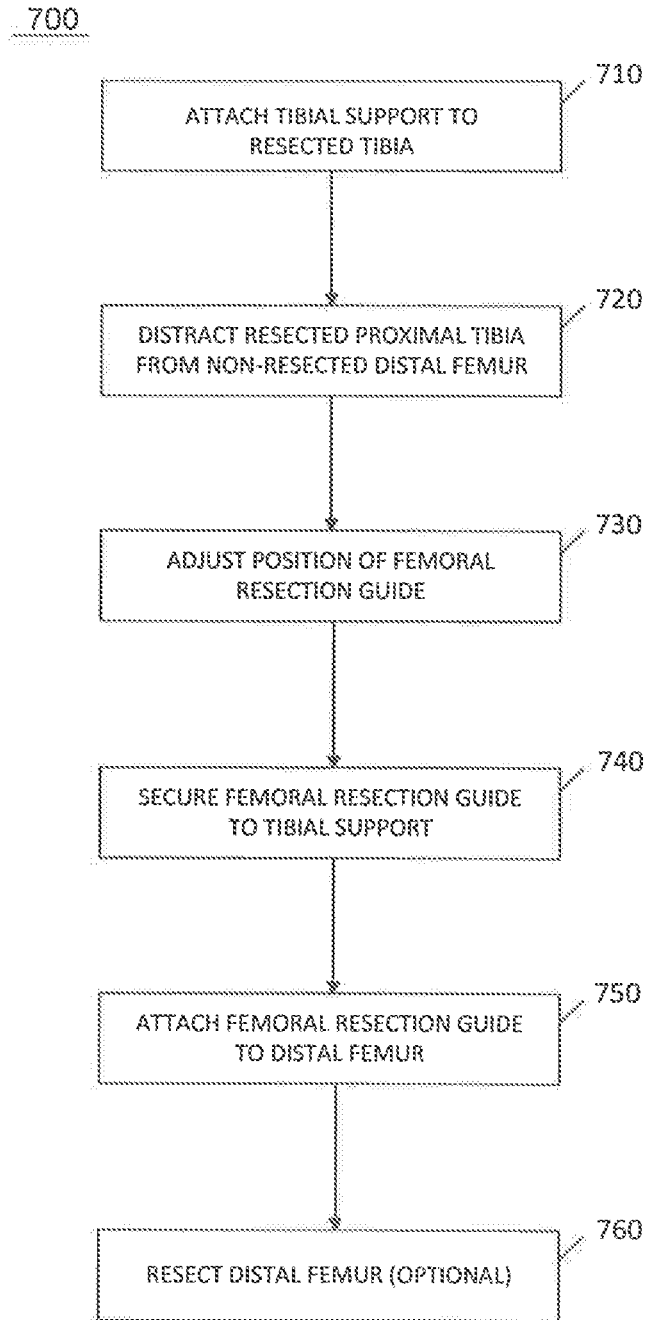 700
710
ATTACH TIBIAL SUPPORT TO
RESECTED TIBIA
720
DISTRACT RESECTED PROXIMAL TIBIA
FROM NON-RESECTED DISTAL FEMUR
730
ADJUST POSITION OF FEMORAL
RESECTION GUIDE
740
SECURE FEMORAL RESECTION GUIDE
TO TIBIAL SUPPORT
750
ATTACH FEMORAL RESECTION GUIDE
TO DISTAL FEMUR
760
RESECT DISTAL FEMUR (OPTIONAL)